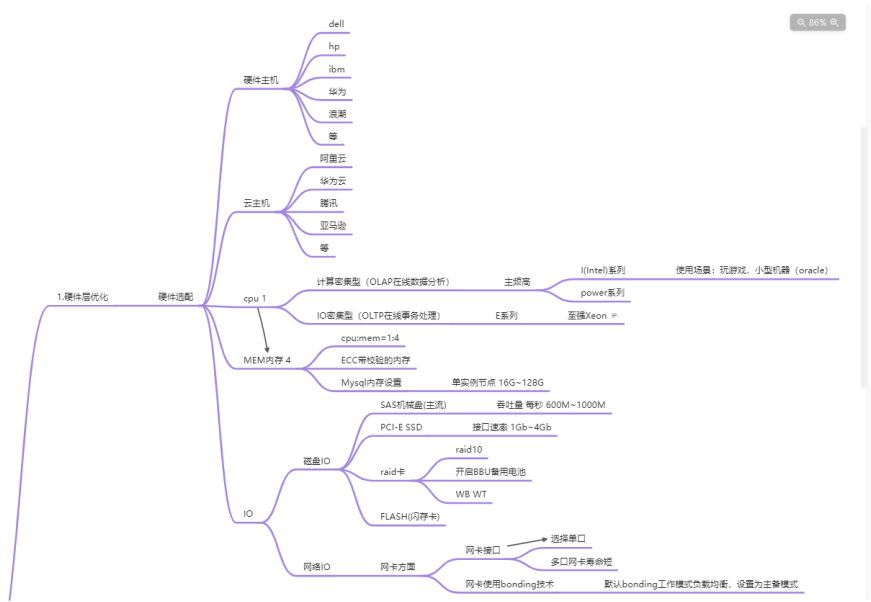 86%
1.硬件层优化
硬件选配
硬件主机
dell
hp
ibm
华为
浪潮
等
云主机
阿里云
华为云
腾讯
亚马逊
等
cpu 1
计算密集型（OLAP在线数据分析）
主频高
I(Intel)系列
使用场景：玩游戏、小型机器（oracle）
power系列
IO密集型（OLTP在线事务处理）
E系列
至强Xeon
MEM内存 4
cpu:mem=1:4
ECC带校验的内存
Mysql内存设置
单实例节点 16G~128G
IO
磁盘IO
SAS机械盘(主流)
吞吐量 每秒 600M~1000M
PCI-E SSD
接口速率 1Gb~4Gb
raid卡
raid10
开启BBU备用电池
WB WT
FLASH(闪存卡)
网络IO
网卡方面
网卡接口
选择单口
多口网卡寿命短
网卡使用bonding技术
默认bonding工作模式负载均衡，设置为主备模式